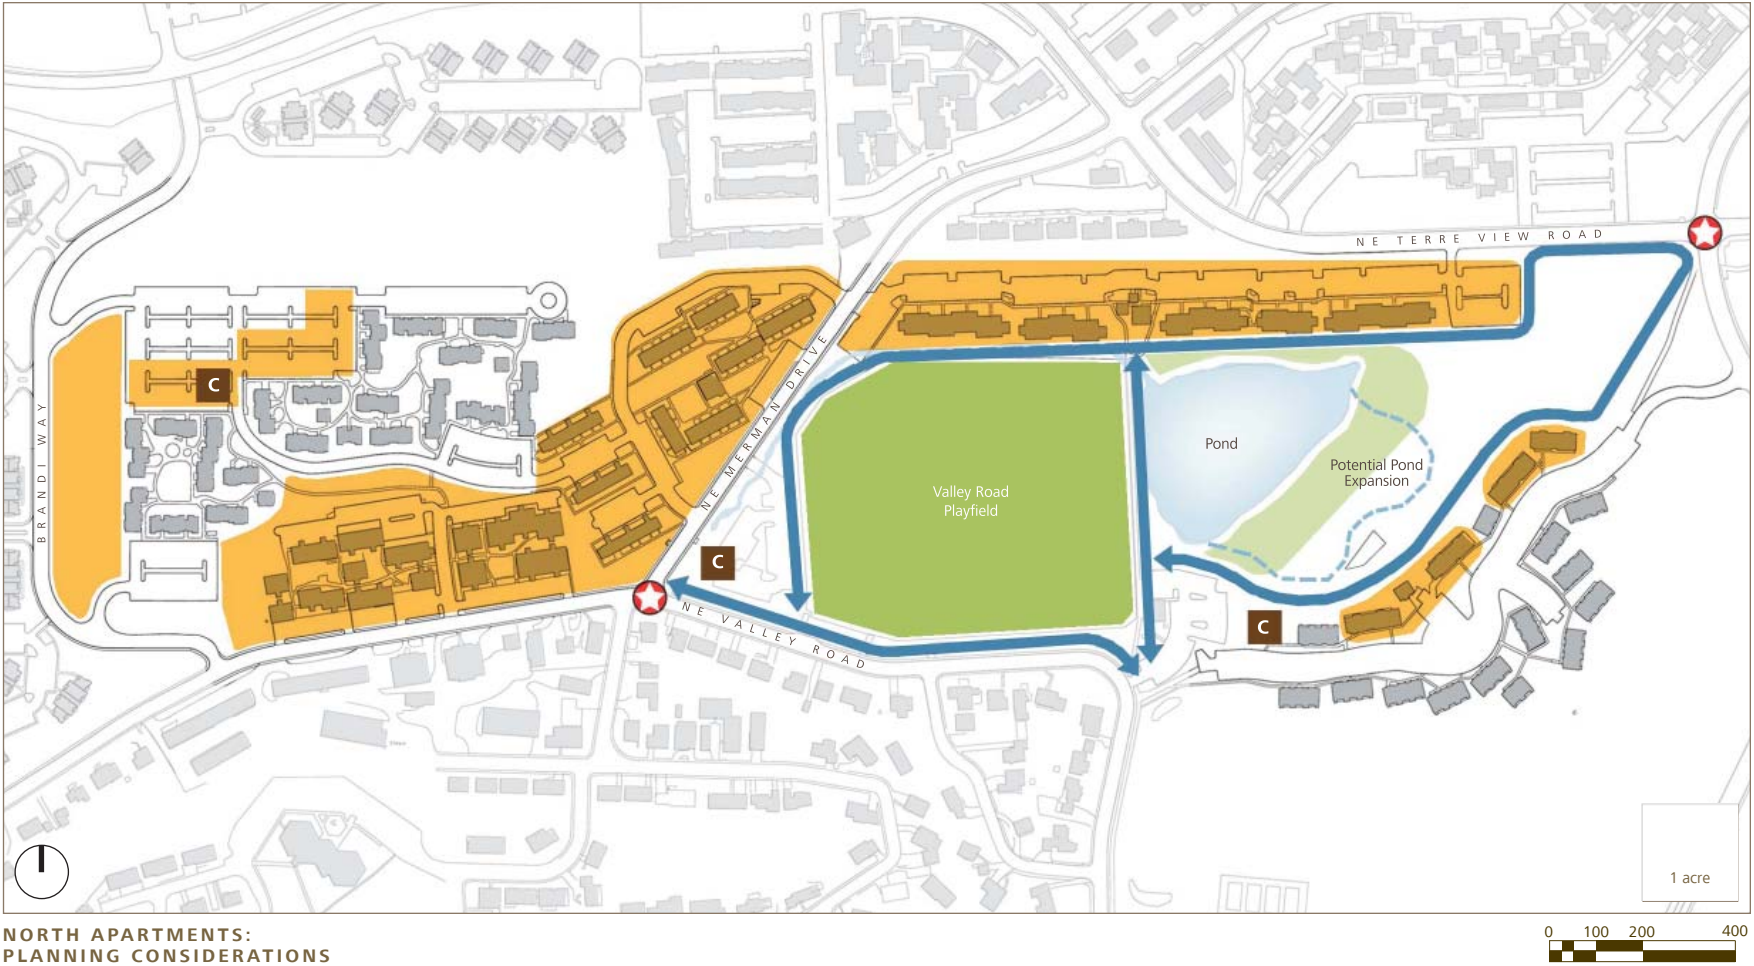 NE TERRE VIEW ROAD
C
BRANDI WAY
NE MERMAN DRIVE
Pond
Potential Pond
Expansion
Valley Road
Playfield
C
NE VALLEY ROAD
C
1 acre
NORTH APARTMENTS:
PLANNING CONSIDERATIONS
0 100 200 400